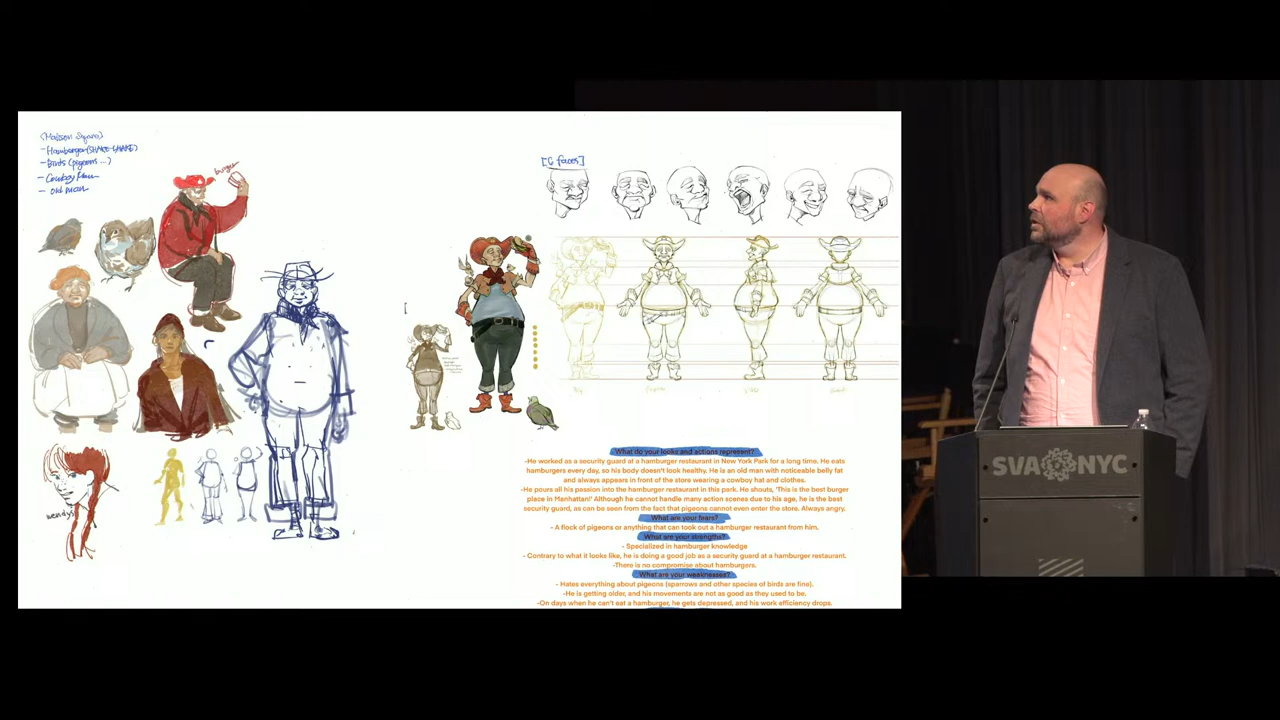 - Hamburger (SHAKE SHAKE)
- Birds (pigeons ...)
- Cowboy
- old man
burger
[6 faces]
What do your looks and actions represent?
-He worked as a security guard at a hamburger restaurant in New York Park for a long time. He eats
hamburgers every day, so his body doesn't look healthy. He is an old man with noticeable belly fat
and always appears in front of the store wearing a cowboy hat and clothes.
-He pours all his passion into the hamburger restaurant in this park. He shouts, 'This is the best burger
place in Manhattan!' Although he cannot handle many action scenes due to his age, he is the best
security guard, as can be seen from the fact that pigeons cannot even enter the store. Always angry.
What are your fears?
- A flock of pigeons or anything that can took out a hamburger restaurant from him.
What are your strengths?
- Specialized in hamburger knowledge
- Contrary to what it looks like, he is doing a good job as a security guard at a hamburger restaurant.
-There is no compromise about hamburgers.
What are your weaknesses?
- Hates everything about pigeons (sparrows and other species of birds are fine).
-He is getting older, and his movements are not as good as they used to be.
-On days when he can't eat a hamburger, he gets depressed, and his work efficiency drops.
SVA NYC